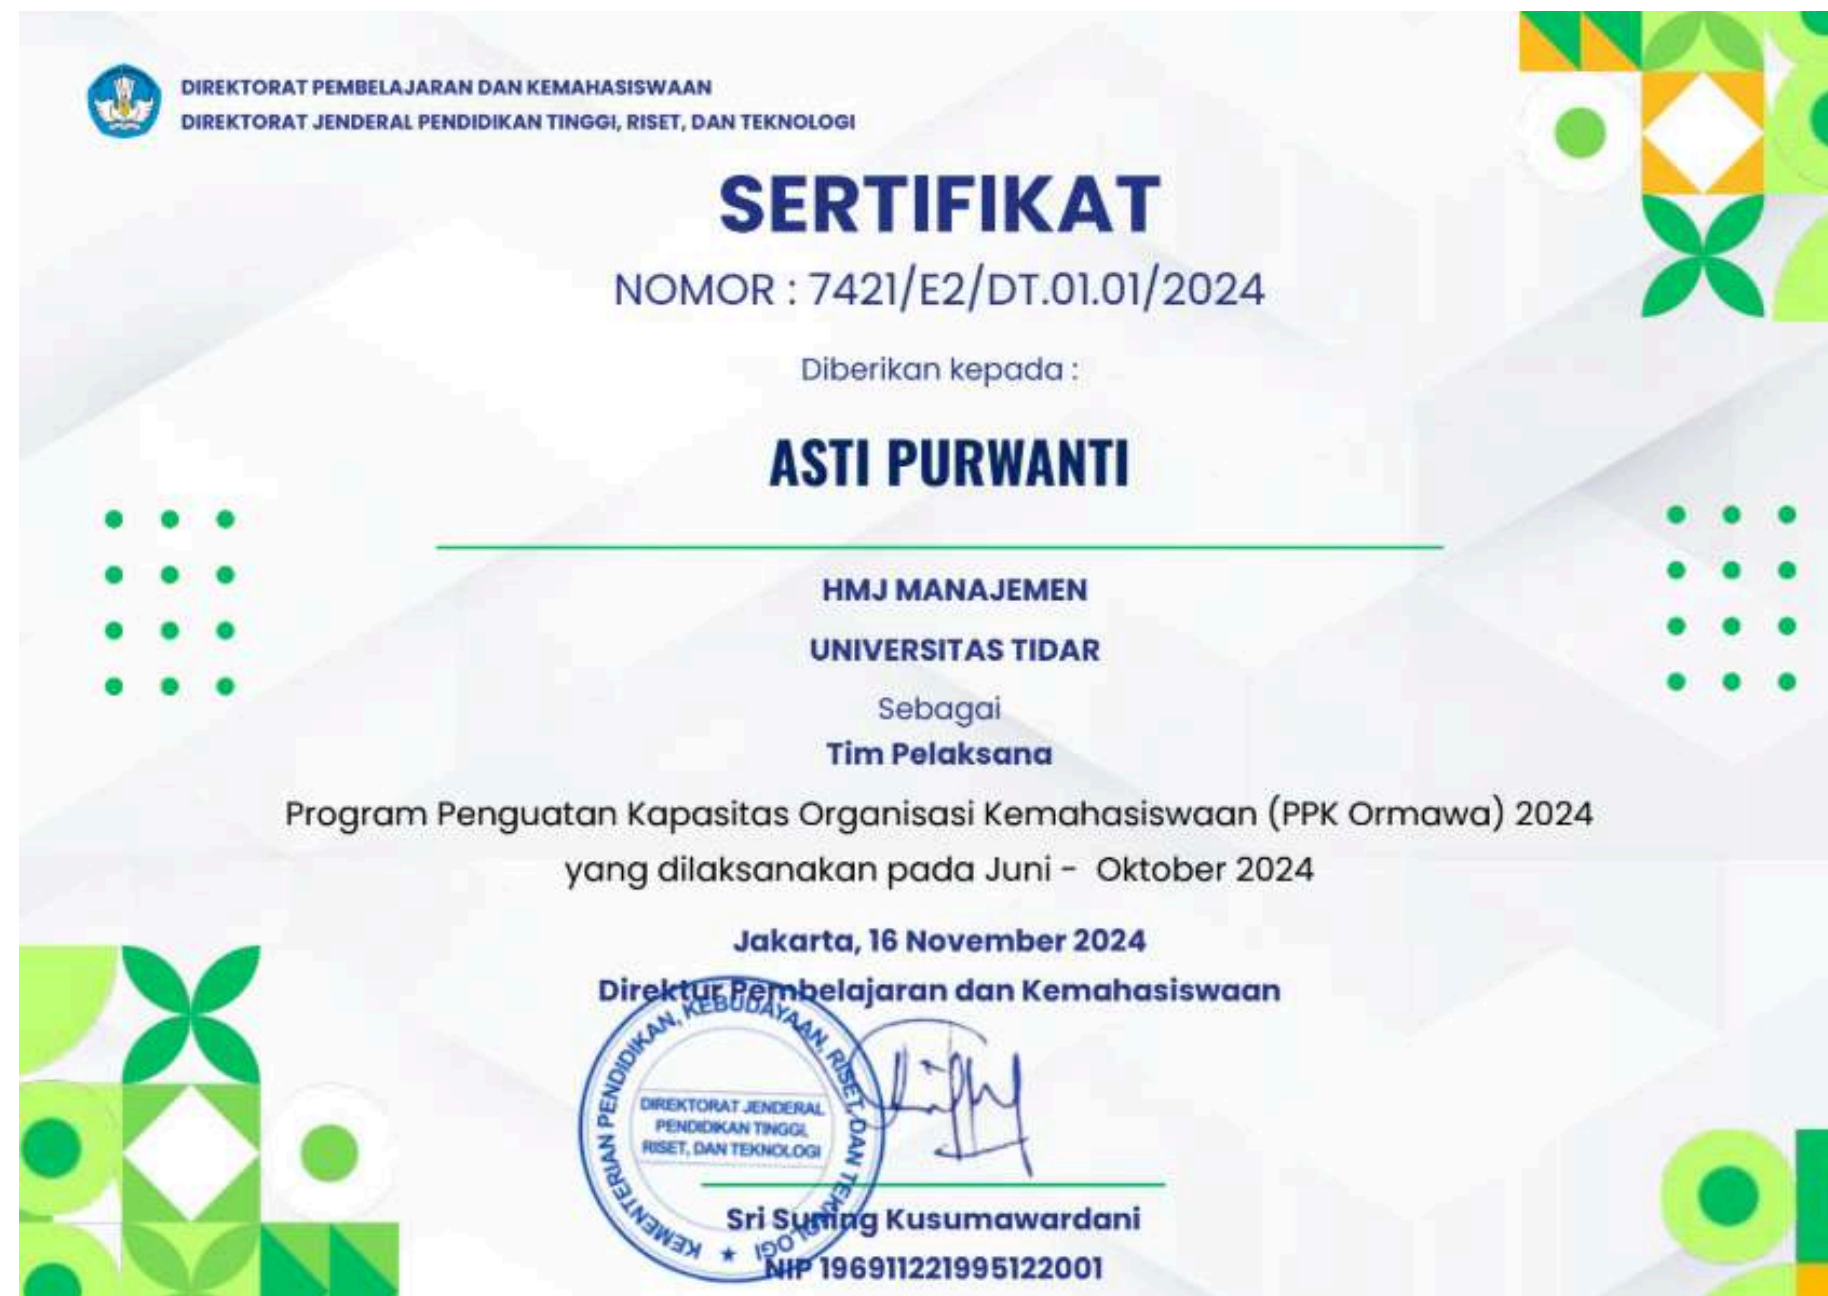 DIREKTORAT PEMBELAJARAN DAN KEMAHASISWAAN
DIREKTORAT JENDERAL PENDIDIKAN TINGGI, RISET, DAN TEKNOLOGI
SERTIFIKAT
NOMOR : 7421/E2/DT.01.01/2024
Diberikan kepada :
ASTI PURWANTI
HMJ MANAJEMEN
UNIVERSITAS TIDAR
Sebagai
Tim Pelaksana
Program Penguatan Kapasitas Organisasi Kemahasiswaan (PPK Ormawa) 2024
yang dilaksanakan pada Juni - Oktober 2024
Jakarta, 16 November 2024
Direktur Pembelajaran dan Kemahasiswaan
KEMENTERIAN PENDIDIKAN, KEBUDAYAAN, RISET, DAN TEKNOLOGI
DIREKTORAT JENDERAL
PENDIDIKAN TINGGI,
RISET, DAN TEKNOLOGI
Sri Suning Kusumawardani
NIP 196911221995122001